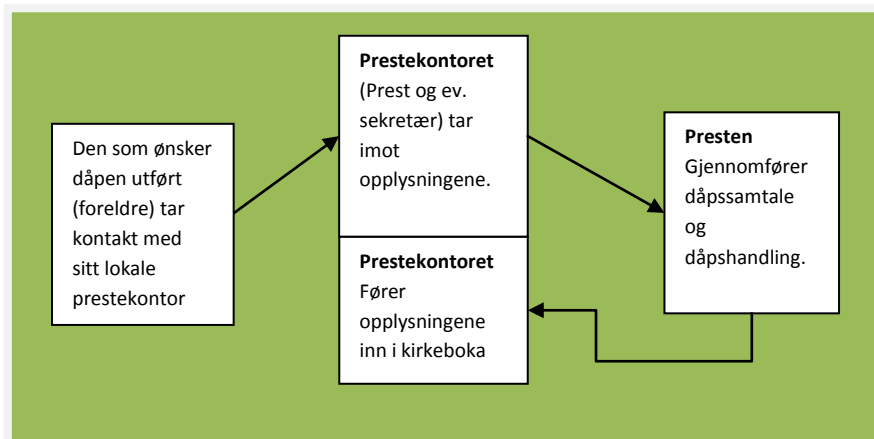 Den som ønsker
dåpen utført
(foreldre) tar
kontakt med
sitt lokale
prestekontor
Prestekontoret
(Prest og ev.
sekretær) tar
imot
opplysningene.
Presten
Gjennomfører
dåpssamtale
og
dåpshandling.
Prestekontoret
Fører
opplysningene
inn i kirkeboka